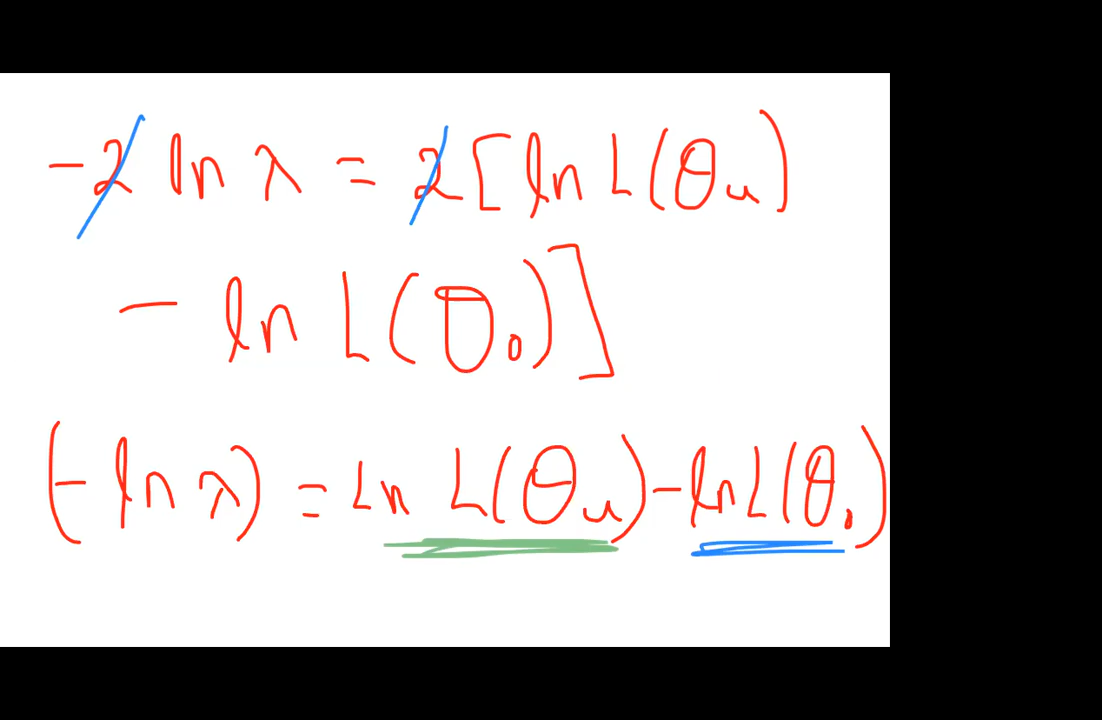 -2 ln λ = 2[ln L(θu)
- ln L(θ0)]
(-ln λ) = Ln L(θu) - ln L(θ0)